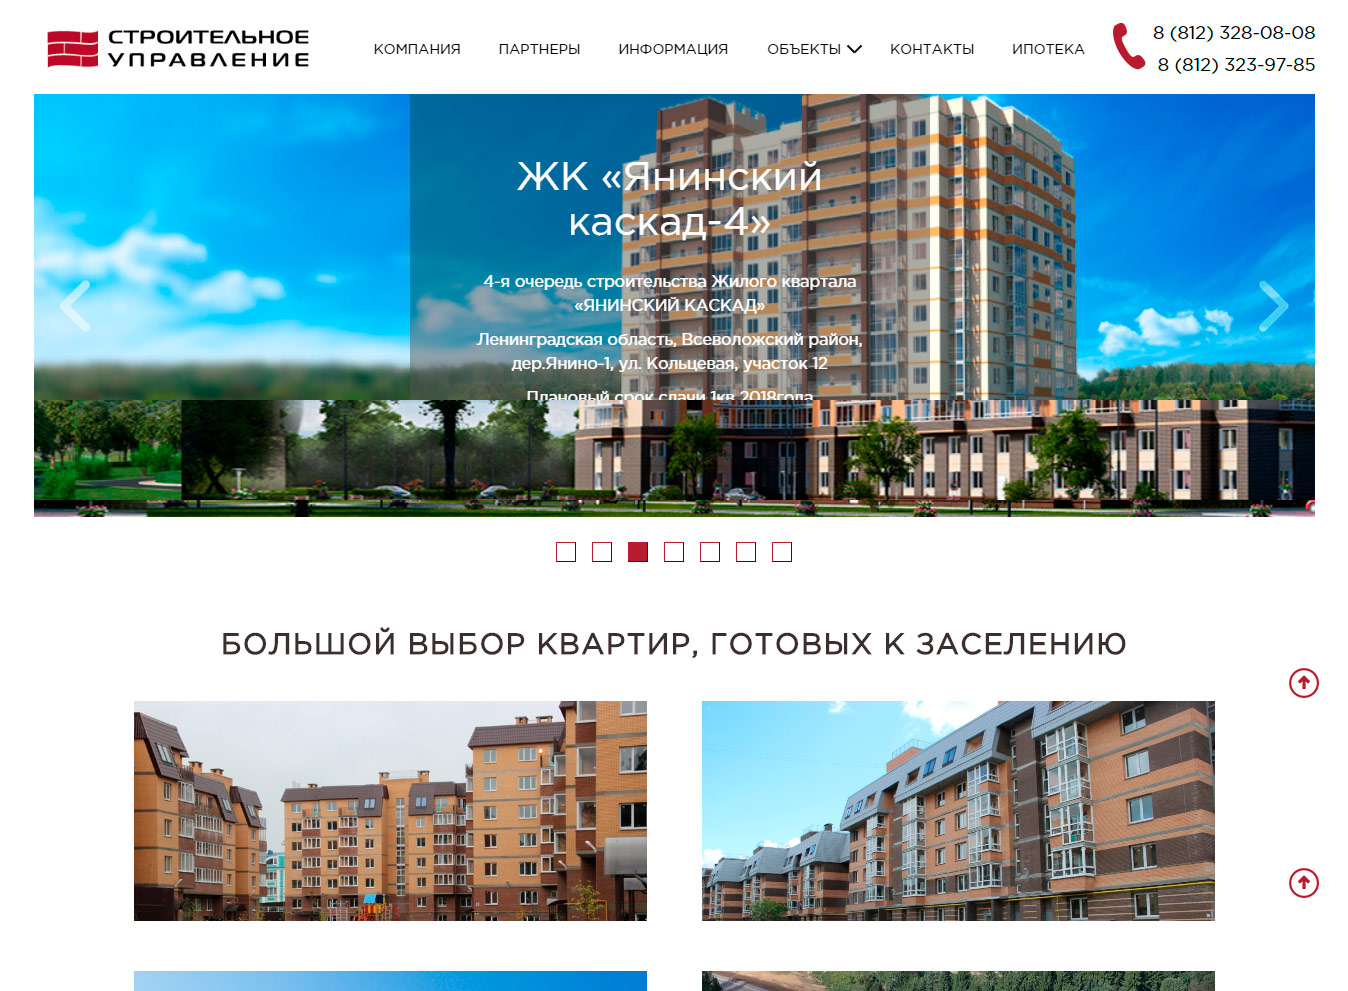 СТРОИТЕЛЬНОЕ
УПРАВЛЕНИЕ
КОМПАНИЯ ПАРТНЕРЫ ИНФОРМАЦИЯ ОБЪЕКТЫ КОНТАКТЫ ИПОТЕКА
8 (812) 328-08-08
8 (812) 323-97-85
ЖК «Янинский
каскад-4»
4-я очередь строительства Жилого квартала
«ЯНИНСКИЙ КАСКАД»
Ленинградская область, Всеволожский район,
дер.Янино-1, ул. Кольцевая, участок 12
Плановый срок сдачи 1кв 2018года
БОЛЬШОЙ ВЫБОР КВАРТИР, ГОТОВЫХ К ЗАСЕЛЕНИЮ